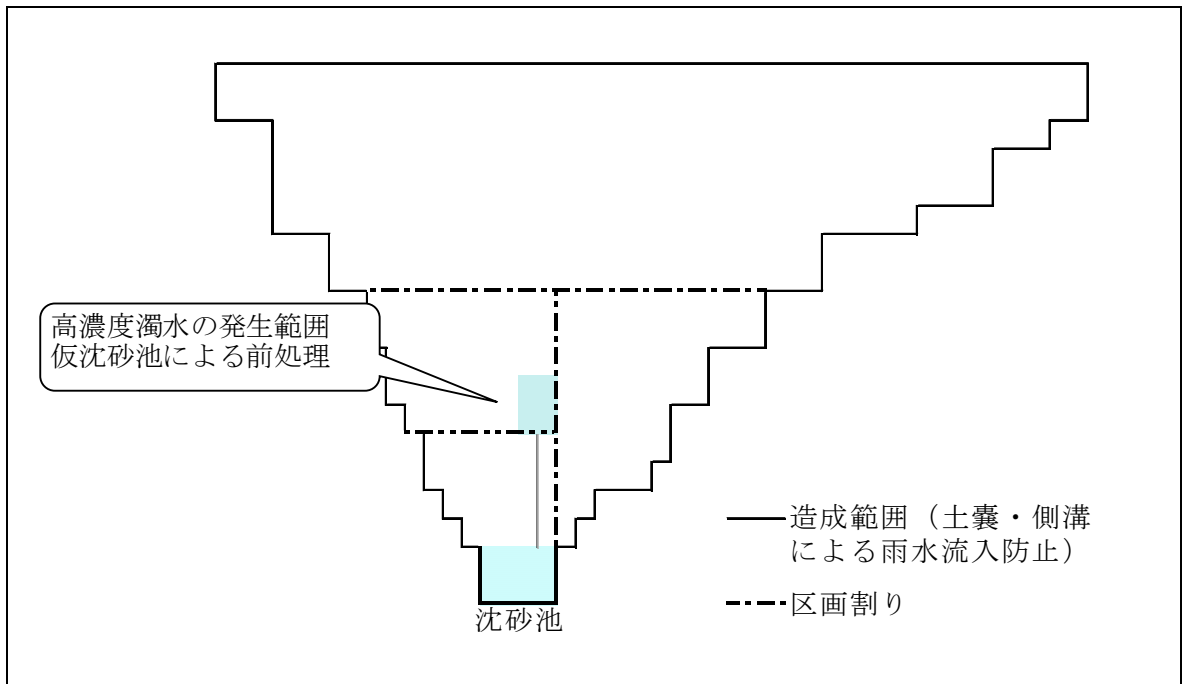 高濃度濁水の発生範囲
仮沈砂池による前処理
造成範囲（土嚢・側溝
による雨水流入防止）
区画割り
沈砂池